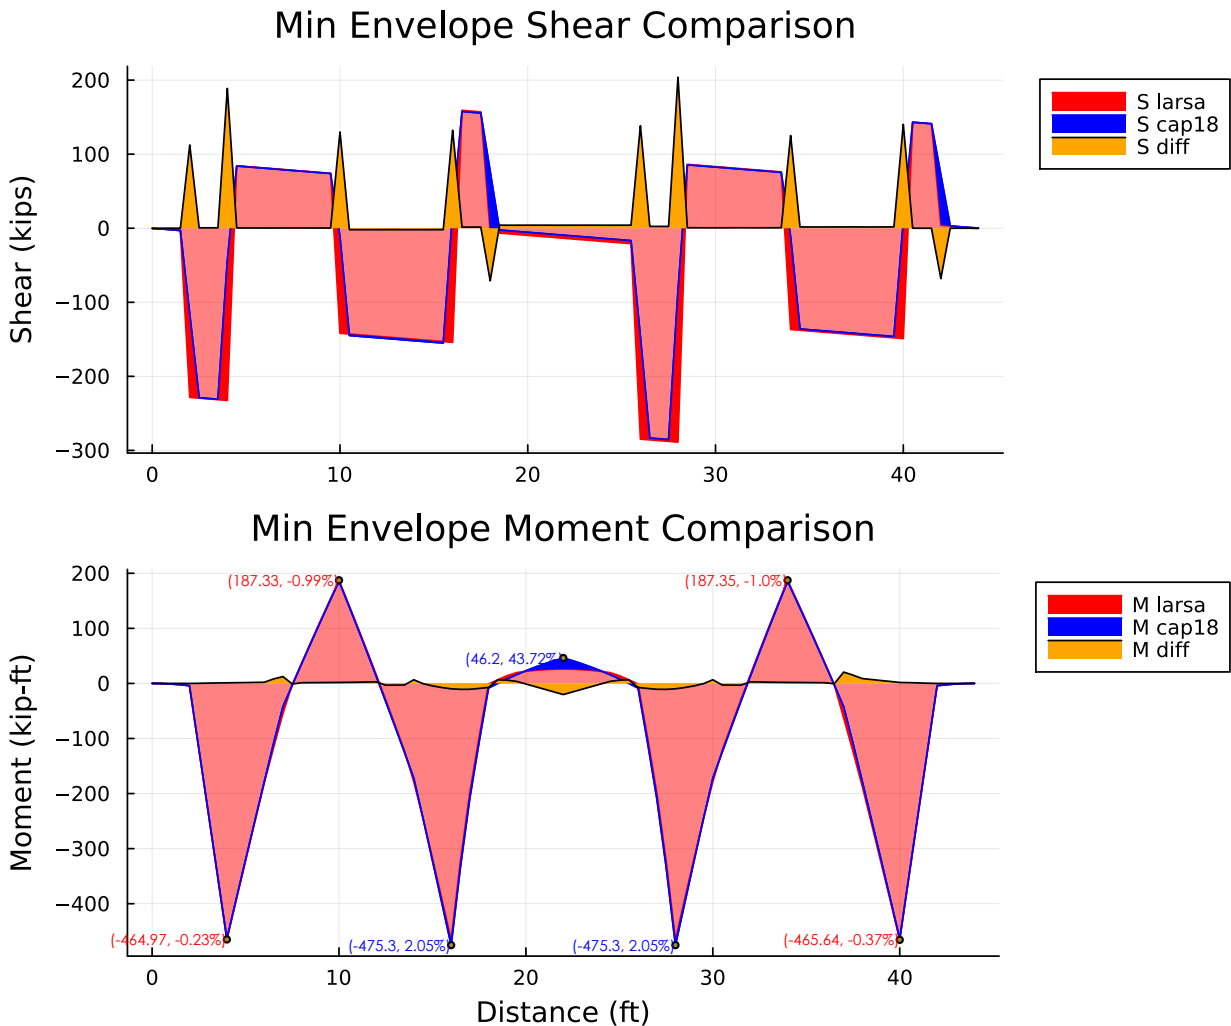 Min Envelope Shear Comparison
Shear (kips)
200
100
0
−100
−200
−300
0 10 20 30 40
S larsa
S cap18
S diff
Min Envelope Moment Comparison
Moment (kip-ft)
200
100
0
−100
−200
−300
−400
(187.33, -0.99%)
(187.35, -1.0%)
(46.2, 43.72%)
(-464.97, -0.23%)
(-475.3, 2.05%)
(-475.3, 2.05%)
(-465.64, -0.37%)
0 10 20 30 40
Distance (ft)
M larsa
M cap18
M diff